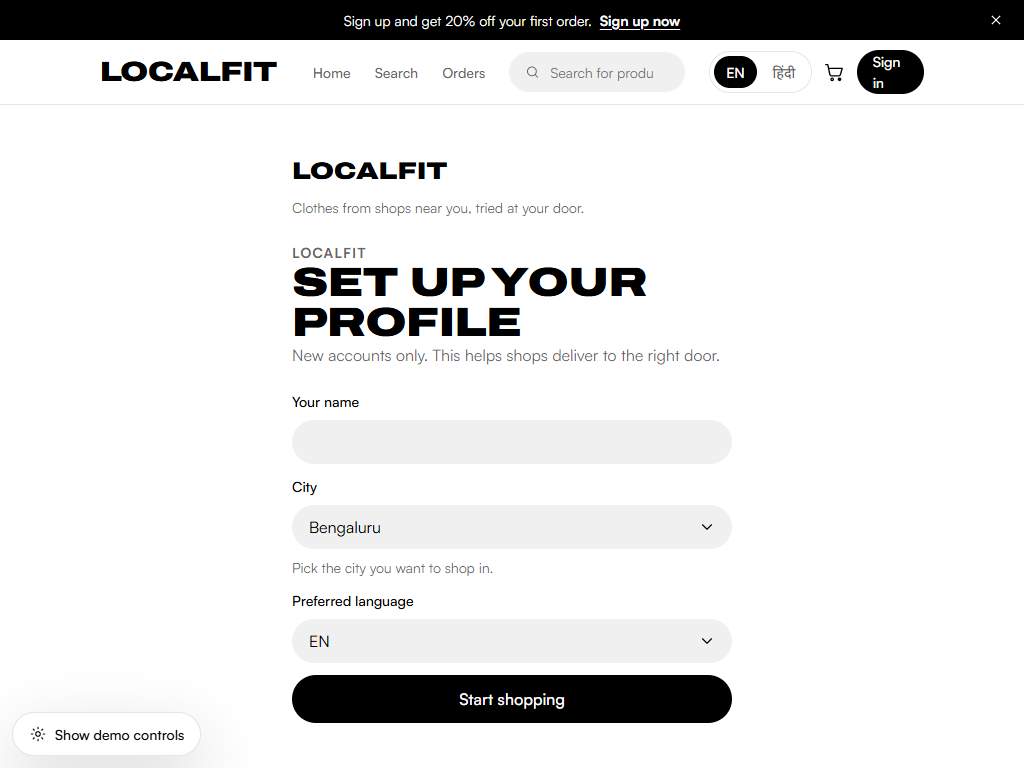 Sign up and get 20% off your first order. Sign up now
LOCALFIT
Home
Search
Orders
Search for produ
EN
हिंदी
Sign
in
LOCALFIT
Clothes from shops near you, tried at your door.
LOCALFIT
SET UP YOUR
PROFILE
New accounts only. This helps shops deliver to the right door.
Your name
City
Bengaluru
Pick the city you want to shop in.
Preferred language
EN
Start shopping
Show demo controls